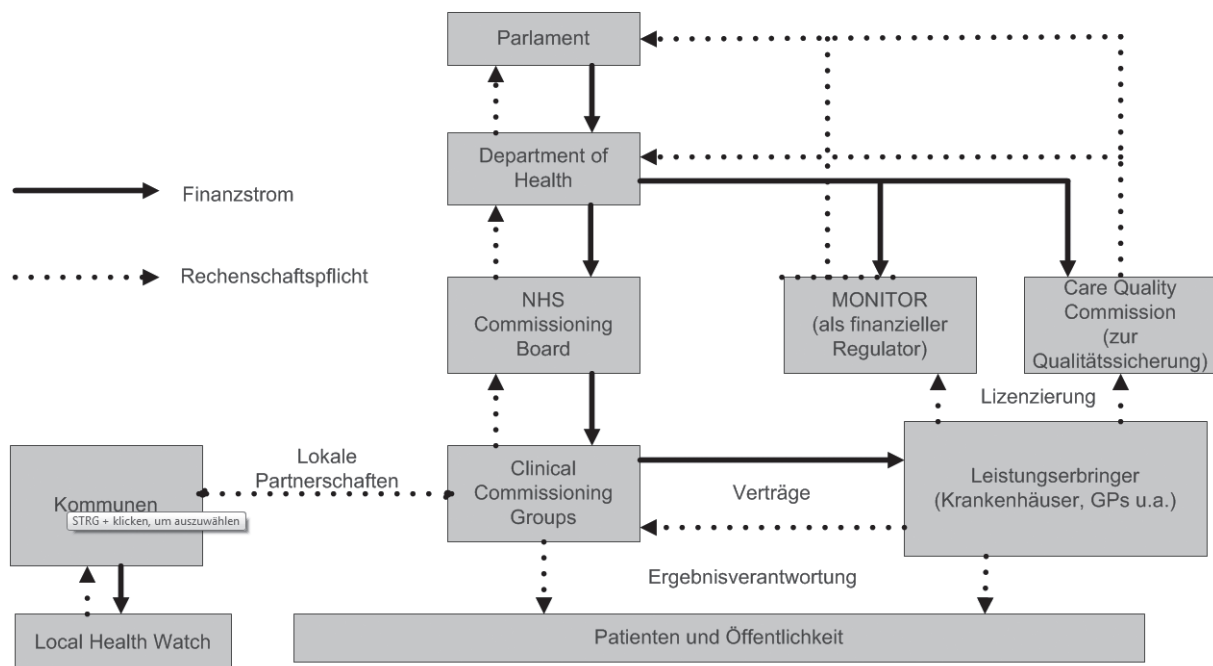 Parlament
Department of
Health
Finanzstrom
Rechenschaftspflicht
NHS
Commissioning
Board
MONITOR
(als finanzieller
Regulator)
Care Quality
Commission
(zur
Qualitätssicherung)
Lizenzierung
Lokale
Partnerschaften
Kommunen
STRG + klicken, um auszuwählen
Clinical
Commissioning
Groups
Verträge
Leistungserbringer
(Krankenhäuser, GPs u.a.)
Ergebnisverantwortung
Local Health Watch
Patienten und Öffentlichkeit